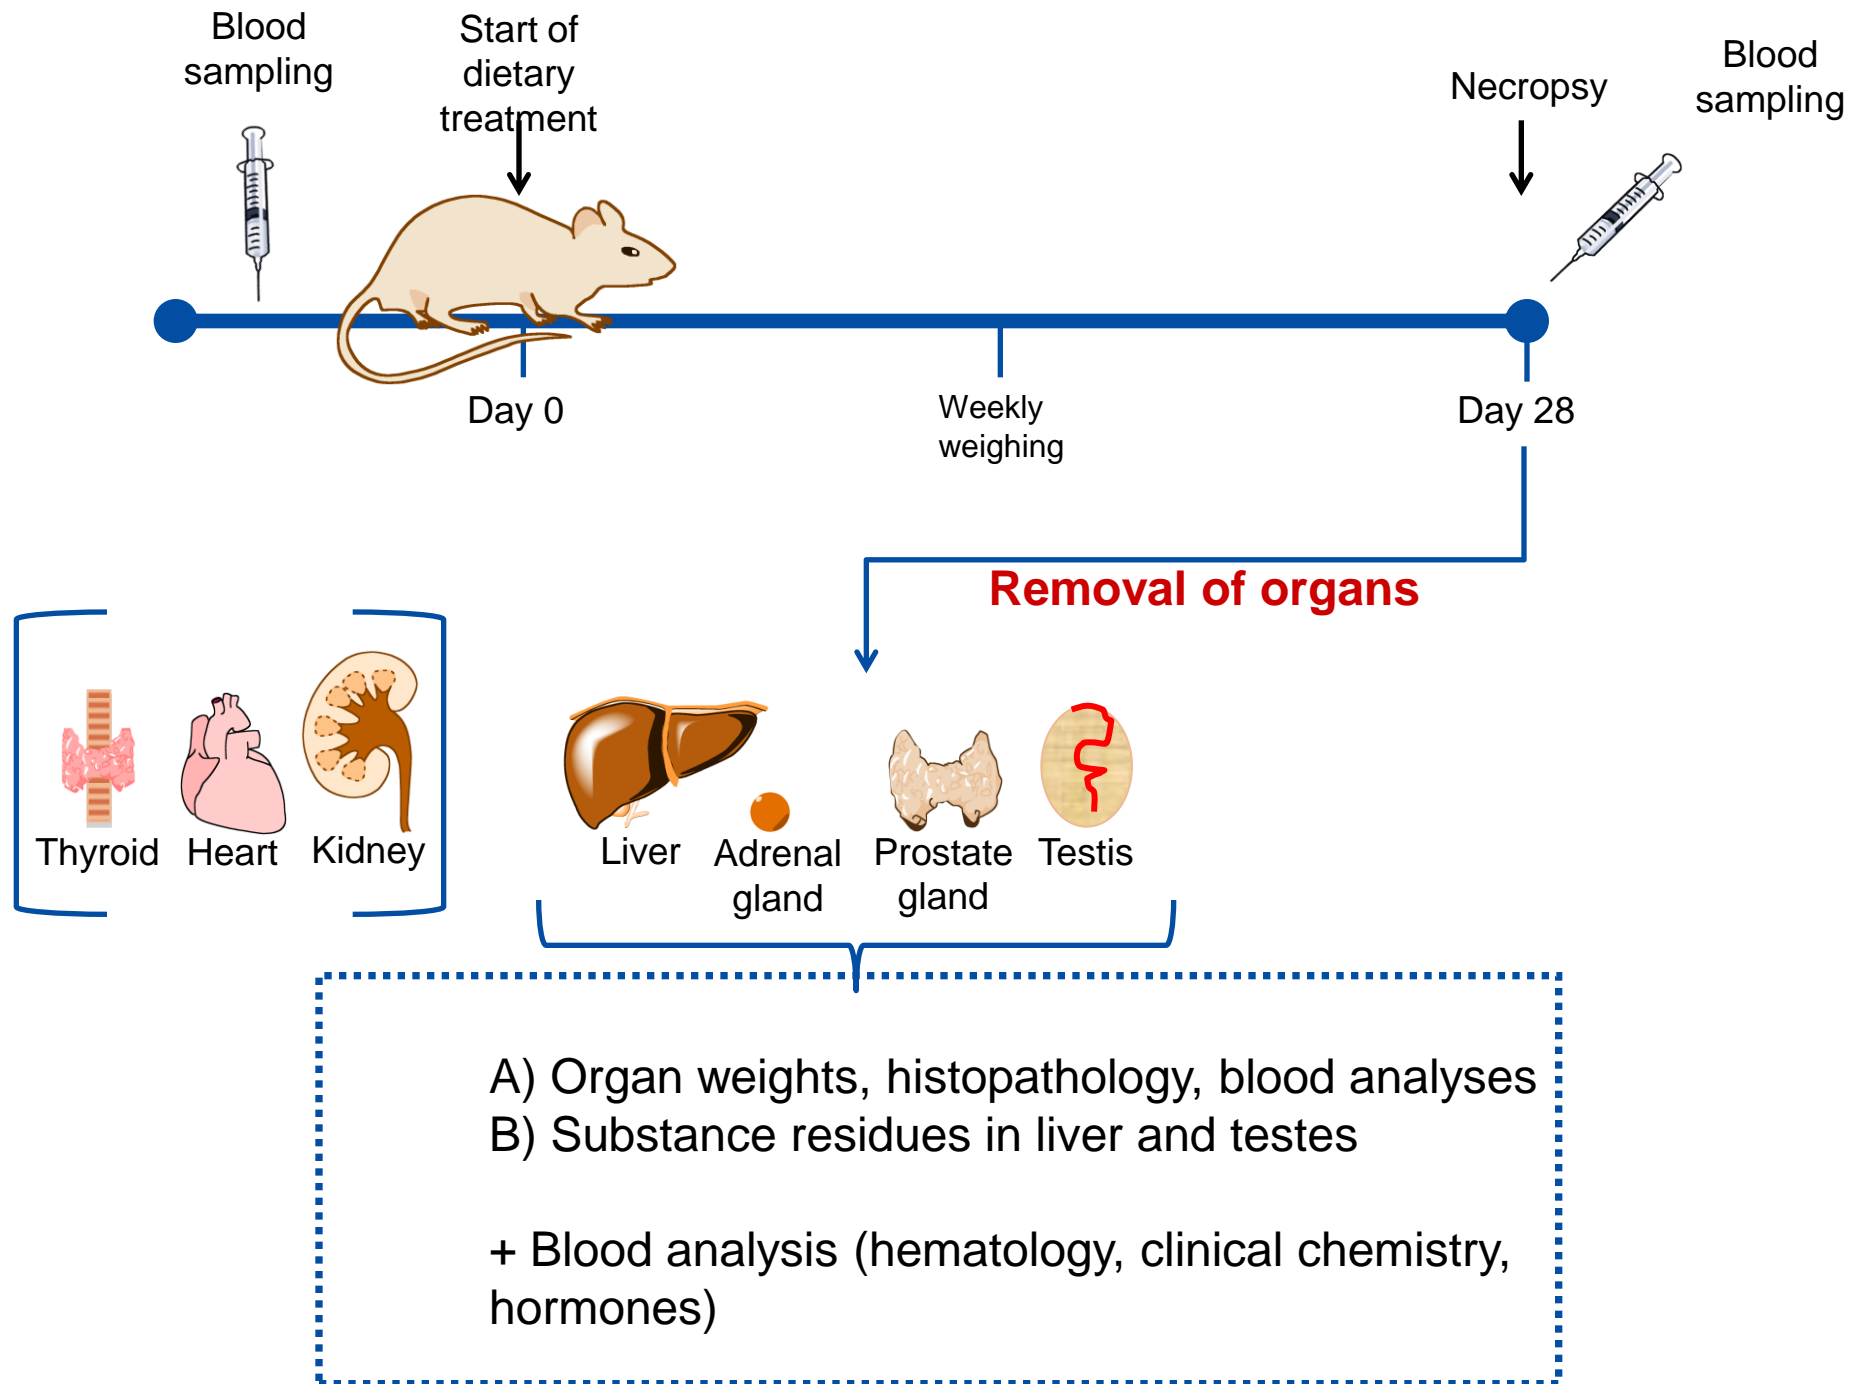 Blood
sampling
Start of
dietary
treatment
Necropsy
Blood
sampling
Day 0
Weekly
weighing
Day 28
Removal of organs
Thyroid
Heart
Kidney
Liver
Adrenal
gland
Prostate
gland
Testis
A) Organ weights, histopathology, blood analyses
B) Substance residues in liver and testes
+ Blood analysis (hematology, clinical chemistry,
hormones)